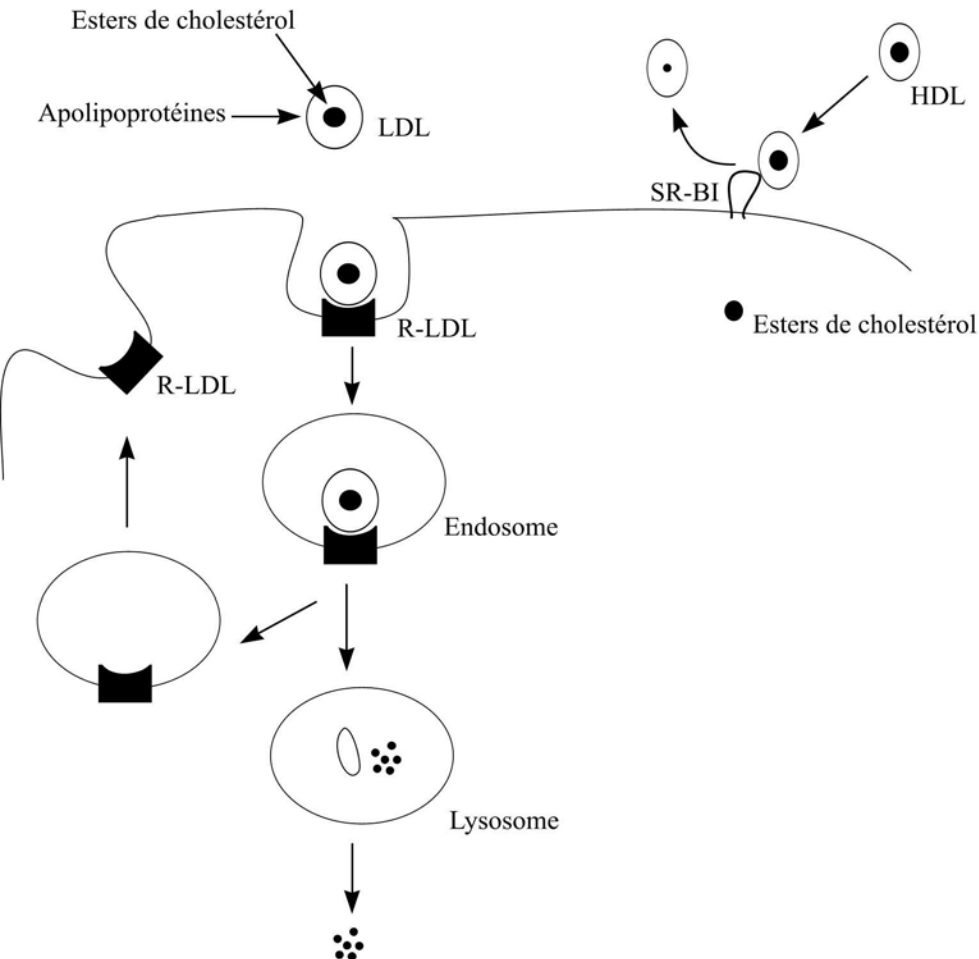 Esters de cholestérol
Apolipoprotéines
LDL
HDL
SR-BI
R-LDL
Esters de cholestérol
R-LDL
Endosome
Lysosome